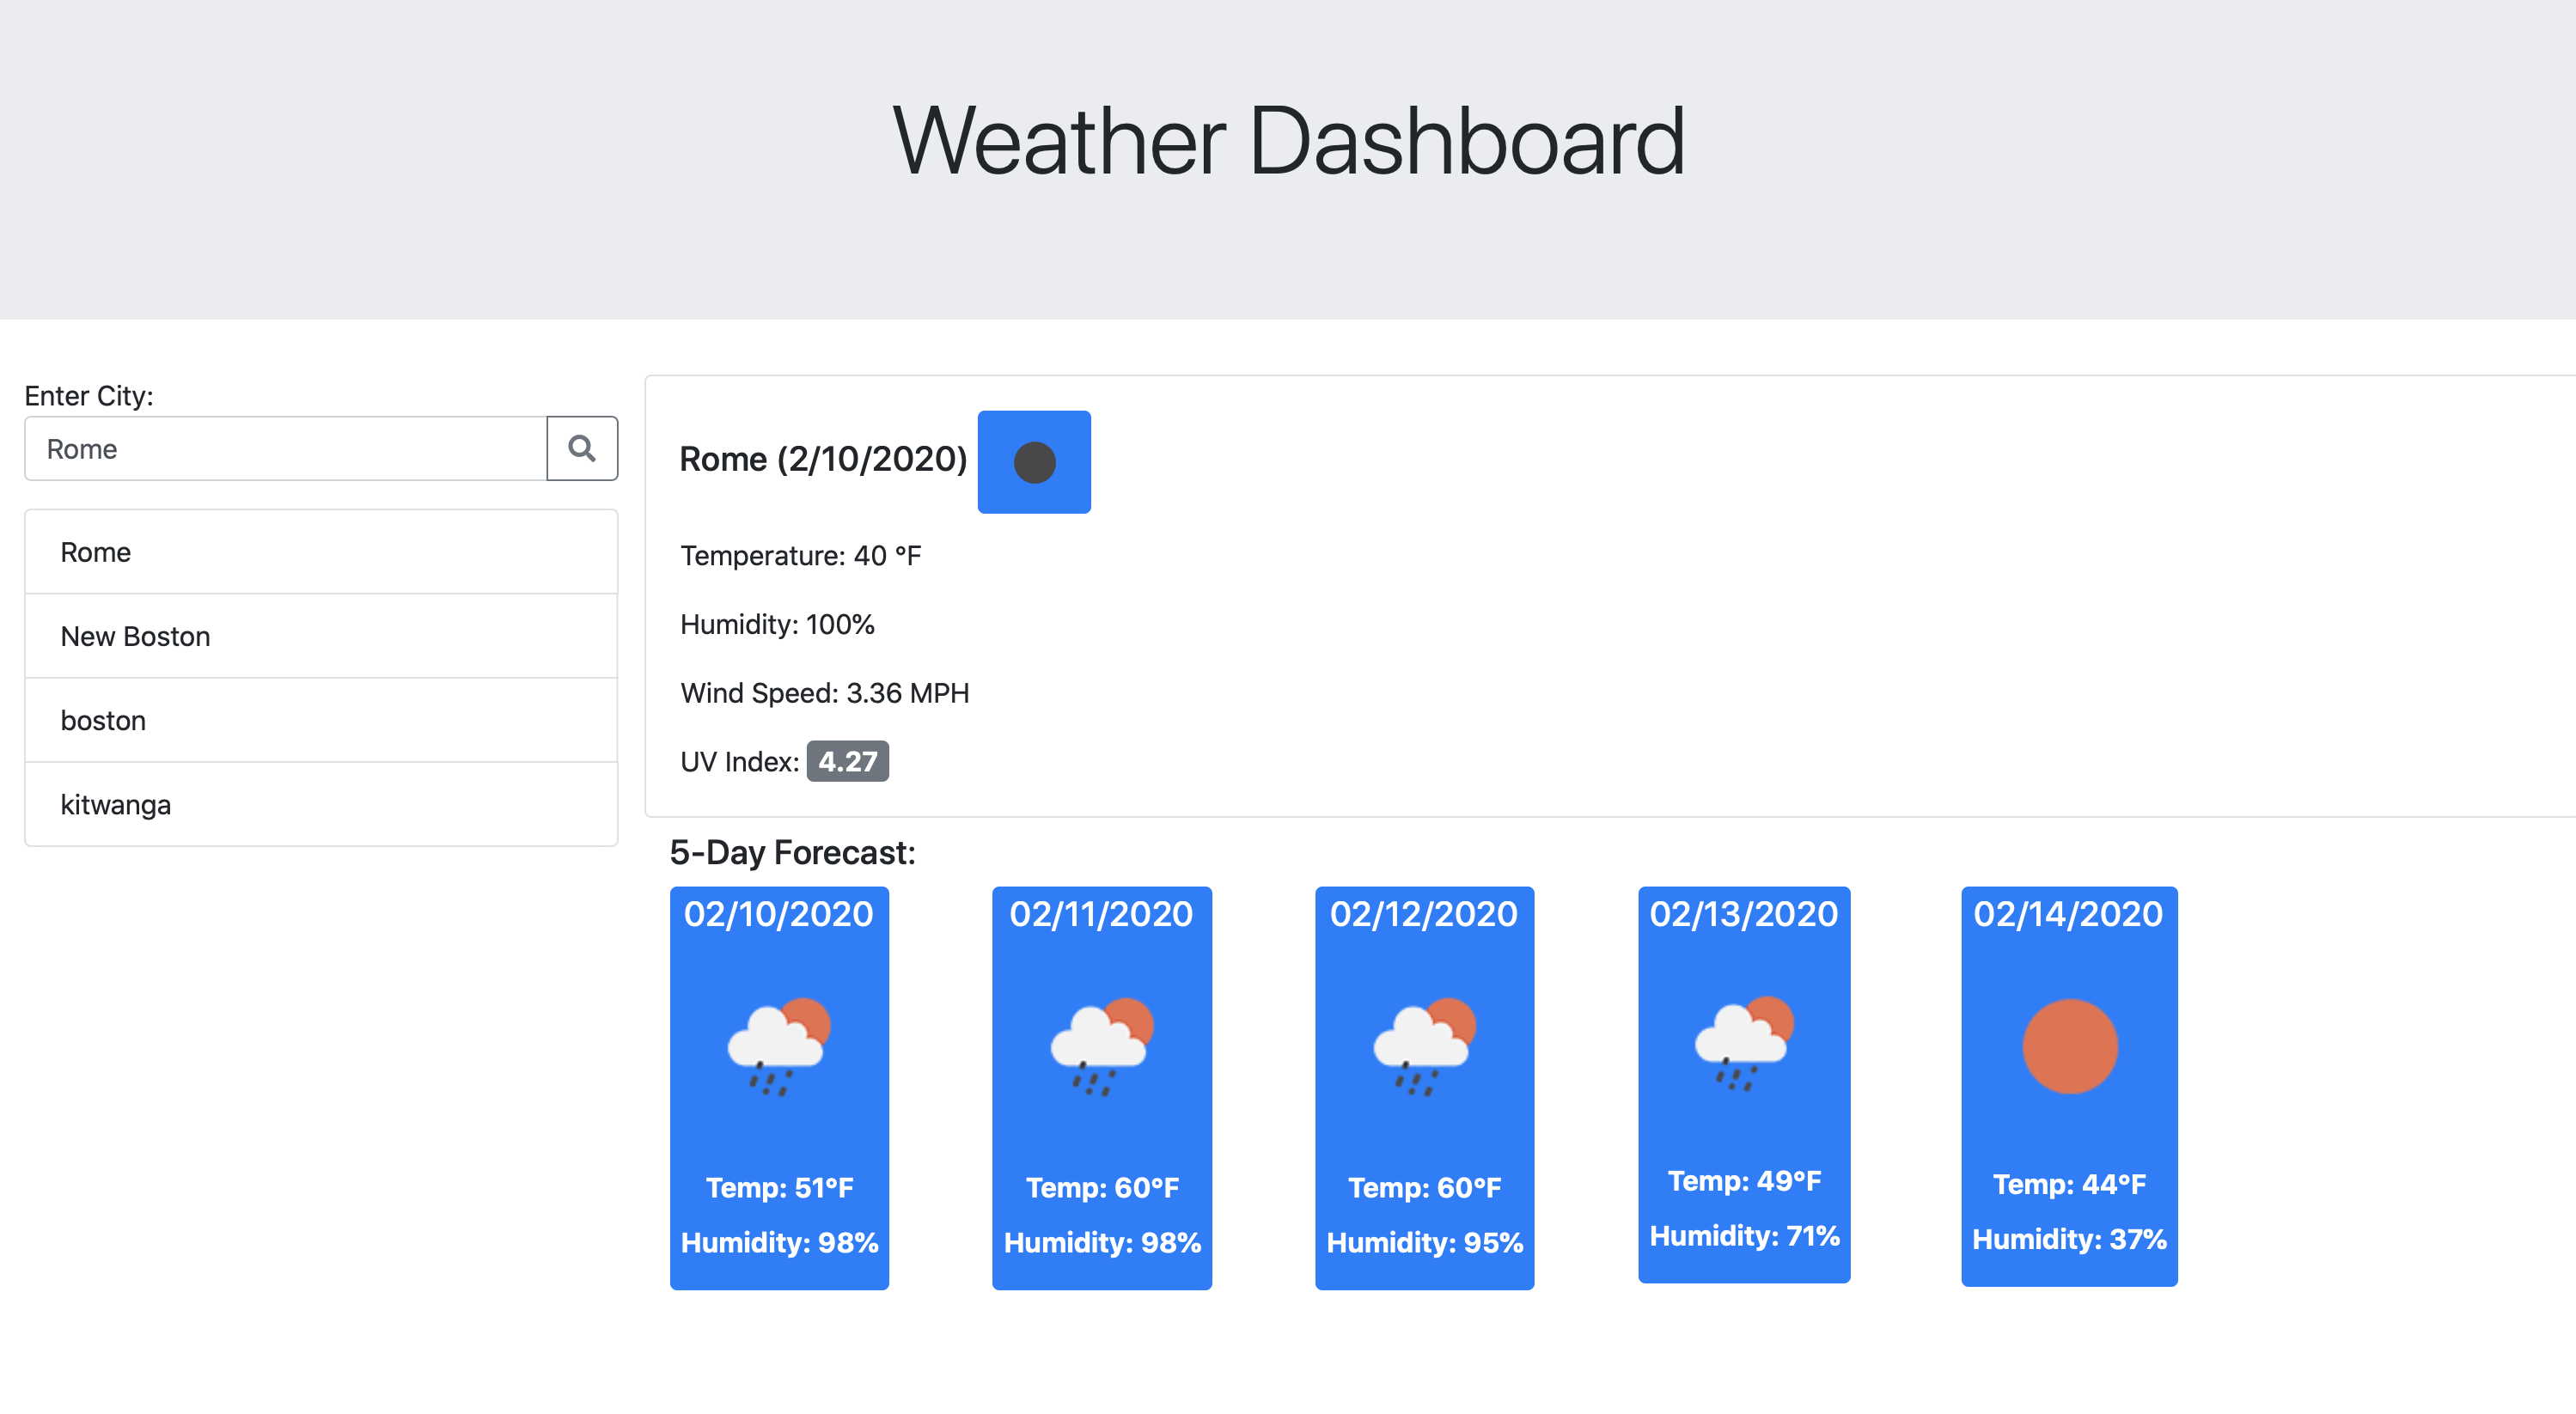 Weather Dashboard
Enter City:
Rome
Rome
New Boston
boston
kitwanga
Rome (2/10/2020)
Temperature: 40 °F
Humidity: 100%
Wind Speed: 3.36 MPH
UV Index: 4.27
5-Day Forecast:
02/10/2020
Temp: 51°F
Humidity: 98%
02/11/2020
Temp: 60°F
Humidity: 98%
02/12/2020
Temp: 60°F
Humidity: 95%
02/13/2020
Temp: 49°F
Humidity: 71%
02/14/2020
Temp: 44°F
Humidity: 37%